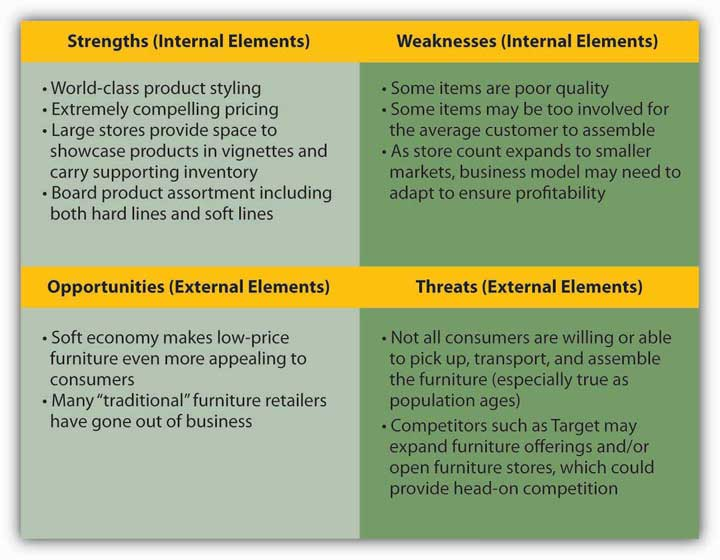 Strengths (Internal Elements)
• World-class product styling
• Extremely compelling pricing
• Large stores provide space to
showcase products in vignettes and
carry supporting inventory
• Board product assortment including
both hard lines and soft lines
Weaknesses (Internal Elements)
• Some items are poor quality
• Some items may be too involved for
the average customer to assemble
• As store count expands to smaller
markets, business model may need to
adapt to ensure profitability
Opportunities (External Elements)
• Soft economy makes low-price
furniture even more appealing to
consumers
• Many “traditional” furniture retailers
have gone out of business
Threats (External Elements)
• Not all consumers are willing or able
to pick up, transport, and assemble
the furniture (especially true as
population ages)
• Competitors such as Target may
expand furniture offerings and/or
open furniture stores, which could
provide head-on competition